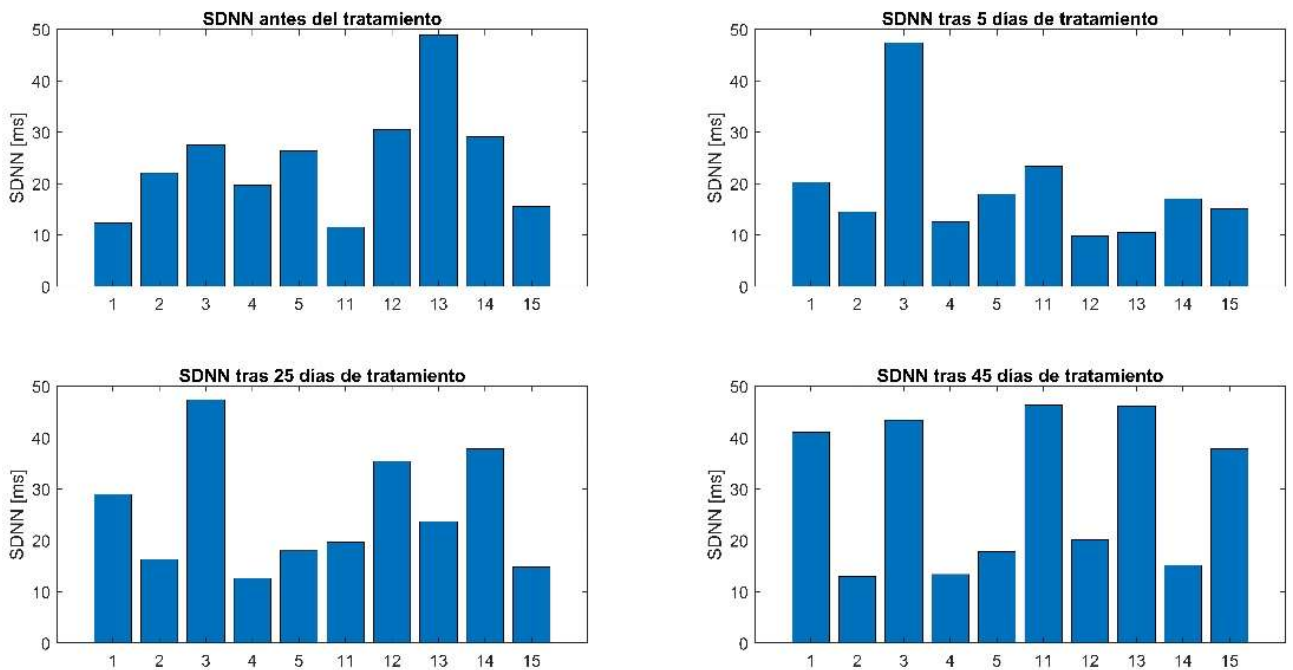 SDNN antes del tratamiento
50
40
30
20
10
0
SDNN [ms]
1 2 3 4 5 11 12 13 14 15
SDNN tras 5 días de tratamiento
50
40
30
20
10
0
SDNN [ms]
1 2 3 4 5 11 12 13 14 15
SDNN tras 25 días de tratamiento
50
40
30
20
10
0
SDNN [ms]
1 2 3 4 5 11 12 13 14 15
SDNN tras 45 días de tratamiento
50
40
30
20
10
0
SDNN [ms]
1 2 3 4 5 11 12 13 14 15